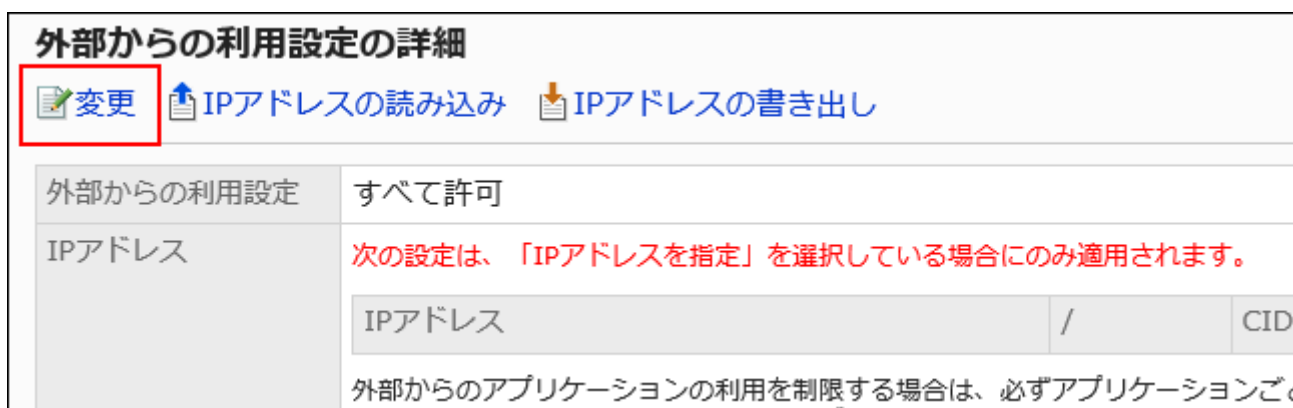 外部からの利用設定の詳細
変更 IPアドレスの読み込み IPアドレスの書き出し
外部からの利用設定 すべて許可
IPアドレス 次の設定は、「IPアドレスを指定」を選択している場合にのみ適用されます。
IPアドレス / CID
外部からのアプリケーションの利用を制限する場合は、必ずアプリケーションご